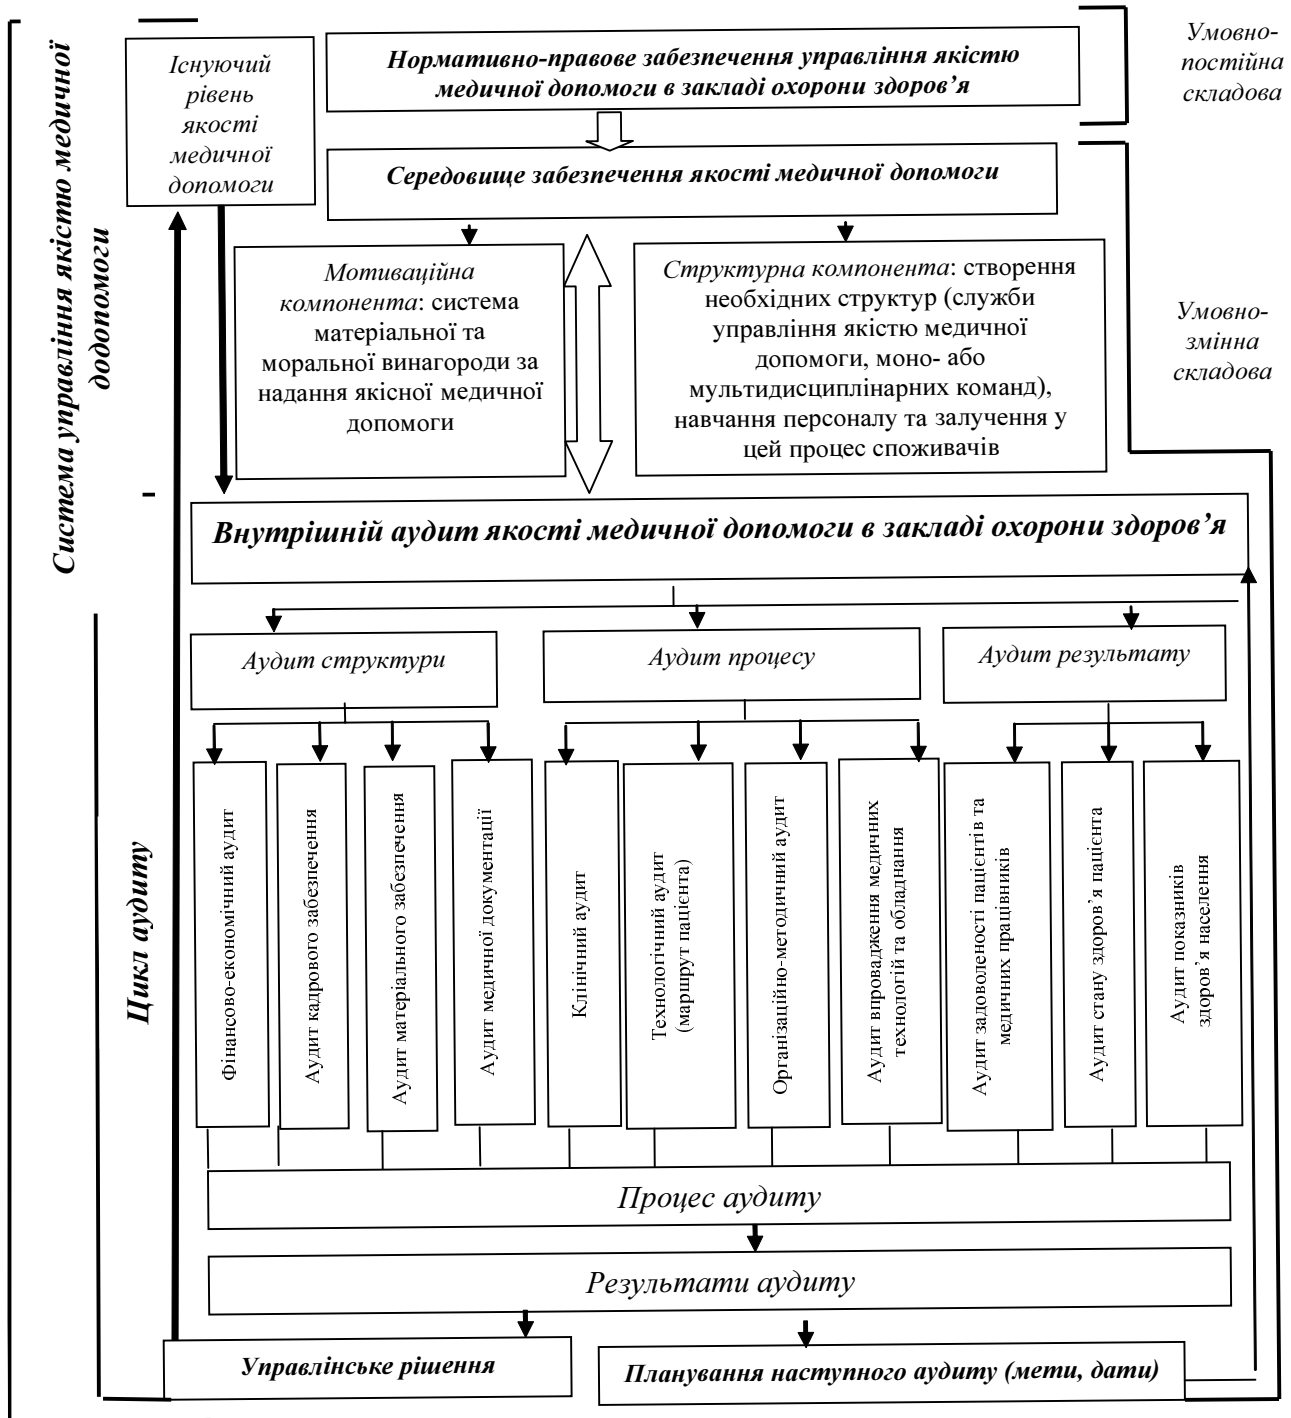 Система управління якістю медичної
додопомоги
Існуючий
рівень
якості
медичної
допомоги
Нормативно-правове забезпечення управління якістю
медичної допомоги в закладі охорони здоров’я
Умовно-
постійна
складова
Середовище забезпечення якості медичної допомоги
Мотиваційна
компонента: система
матеріальної та
моральної винагороди за
надання якісної медичної
допомоги
Структурна компонента: створення
необхідних структур (служби
управління якістю медичної
допомоги, моно- або
мультидисциплінарних команд),
навчання персоналу та залучення у
цей процес споживачів
Умовно-
змінна
складова
Внутрішній аудит якості медичної допомоги в закладі охорони здоров’я
Цикл аудиту
Аудит структури
Аудит процесу
Аудит результату
Фінансово-економічний аудит
Аудит кадрового забезпечення
Аудит матеріального забезпечення
Аудит медичної документації
Клінічний аудит
Технологічний аудит
(маршрут пацієнта)
Організаційно-методичний аудит
Аудит впровадження медичних
технологій та обладнання
Аудит задоволеності пацієнтів та
медичних працівників
Аудит стану здоров’я пацієнта
Аудит показників
здоров’я населення
Процес аудиту
Результати аудиту
Управлінське рішення
Планування наступного аудиту (мети, дати)